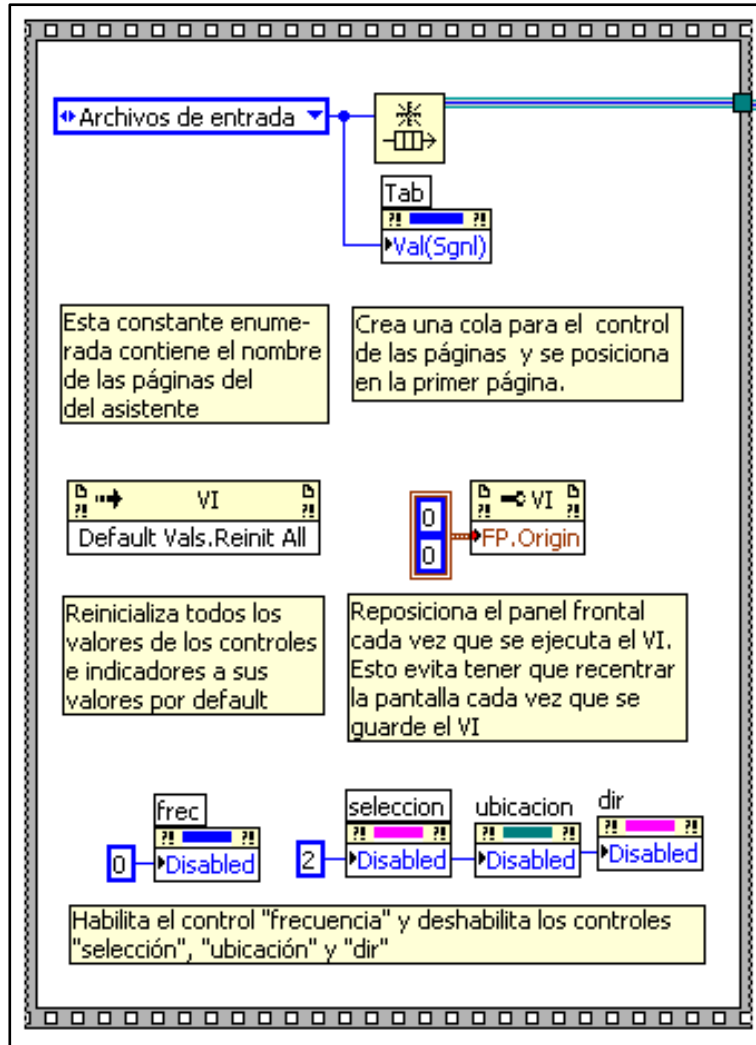 Archivos de entrada
Tab
Val(Sgnl)
Esta constante enume-
rada contiene el nombre
de las páginas del
del asistente
Crea una cola para el control
de las páginas y se posiciona
en la primer página.
VI
Default Vals.Reinit All
0
0
VI
FP.Origin
Reinicializa todos los
valores de los controles
e indicadores a sus
valores por default
Reposiciona el panel frontal
cada vez que se ejecuta el VI.
Esto evita tener que recentrar
la pantalla cada vez que se
guarde el VI
frec
0
Disabled
seleccion
2
Disabled
ubicacion
Disabled
dir
Disabled
Habilita el control "frecuencia" y deshabilita los controles
"selección", "ubicación" y "dir"